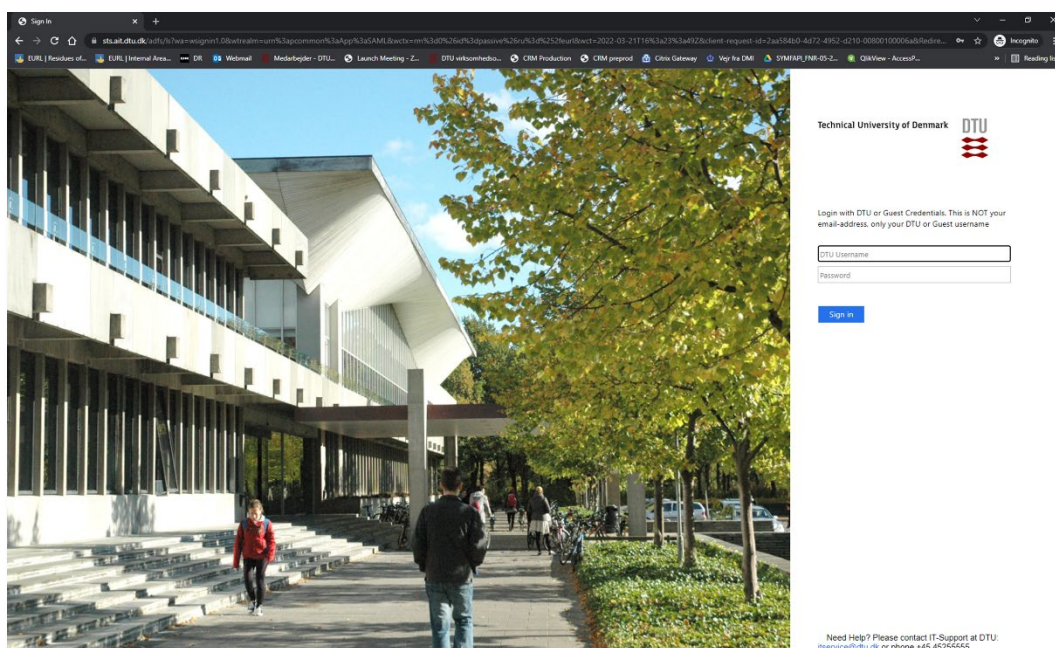 Sign In
sts.ait.dtu.dk/adfs/ls?wa=wsignin1.0&wtrealm=urn%3apcommon%3aApp%3aSAML&wctx=rm%3d0%26id%3dpassive%26ru%3d%252feurl&wct=2022-03-21T16%3a23%3a49Z&client-request-id=2aa584b0-4d72-4952-d210-00800100006a&Redire...
Incognito
EURL | Residues of... EURL | Internal Area... DR Webmail Medarbejder - DTU... Launch Meeting - Z... DTU virksomhedso... CRM Production CRM preprod Citrix Gateway Vejr fra DMI SYMFAPI_FNR-05-2... QlikView - AccessP... » Reading lis
Technical University of Denmark DTU
Login with DTU or Guest Credentials. This is NOT your
email-address, only your DTU or Guest username
DTU Username
Password
Sign in
Need Help? Please contact IT-Support at DTU:
itservice@dtu.dk or phone +45 45255555